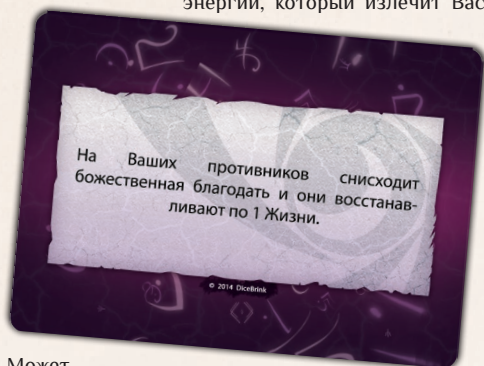 энергии, который излечит Вас
На Ваших противников снисходит
божественная благодать и они восстанав-
ливают по 1 Жизни.
© 2014 DiceBrink
Может